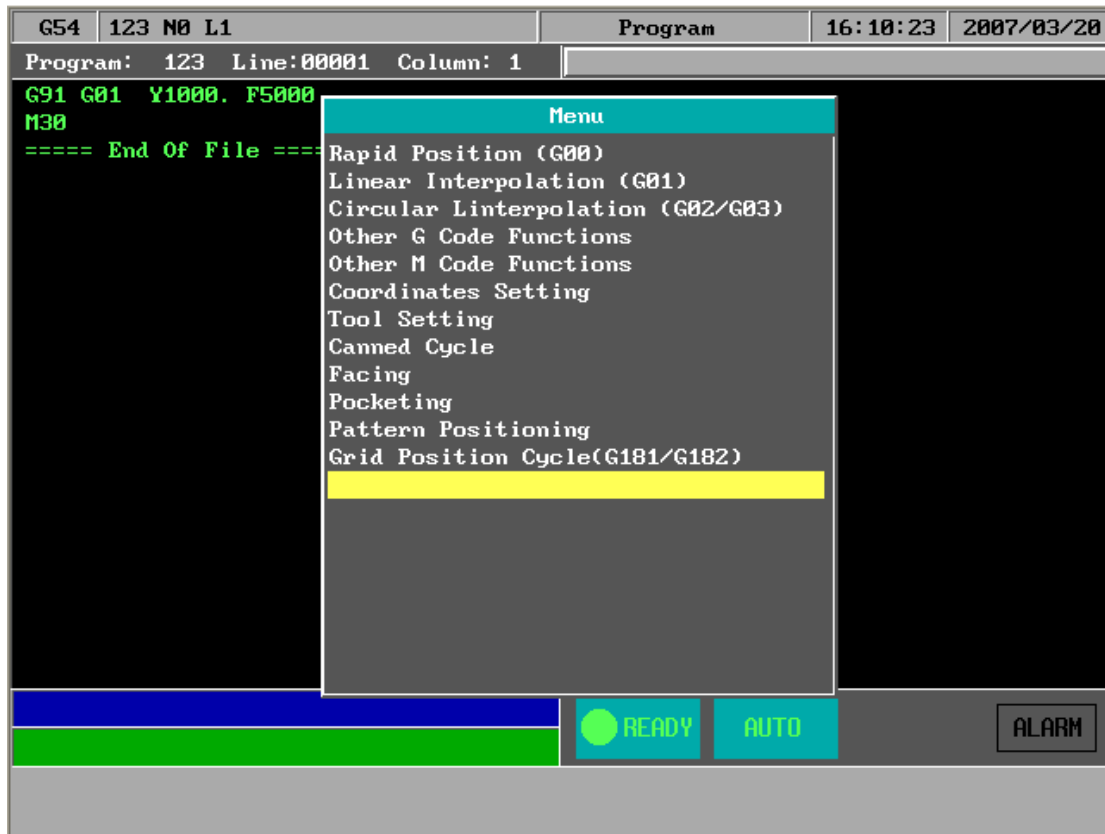 G54 123 N0 L1 Program 16:10:23 2007/03/20
Program: 123 Line:00001 Column: 1
G91 G01 Y1000. F5000
M30
===== End Of File ====
Menu
Rapid Position (G00)
Linear Interpolation (G01)
Circular Linterpolation (G02/G03)
Other G Code Functions
Other M Code Functions
Coordinates Setting
Tool Setting
Canned Cycle
Facing
Pocketing
Pattern Positioning
Grid Position Cycle(G181/G182)
READY AUTO ALARM